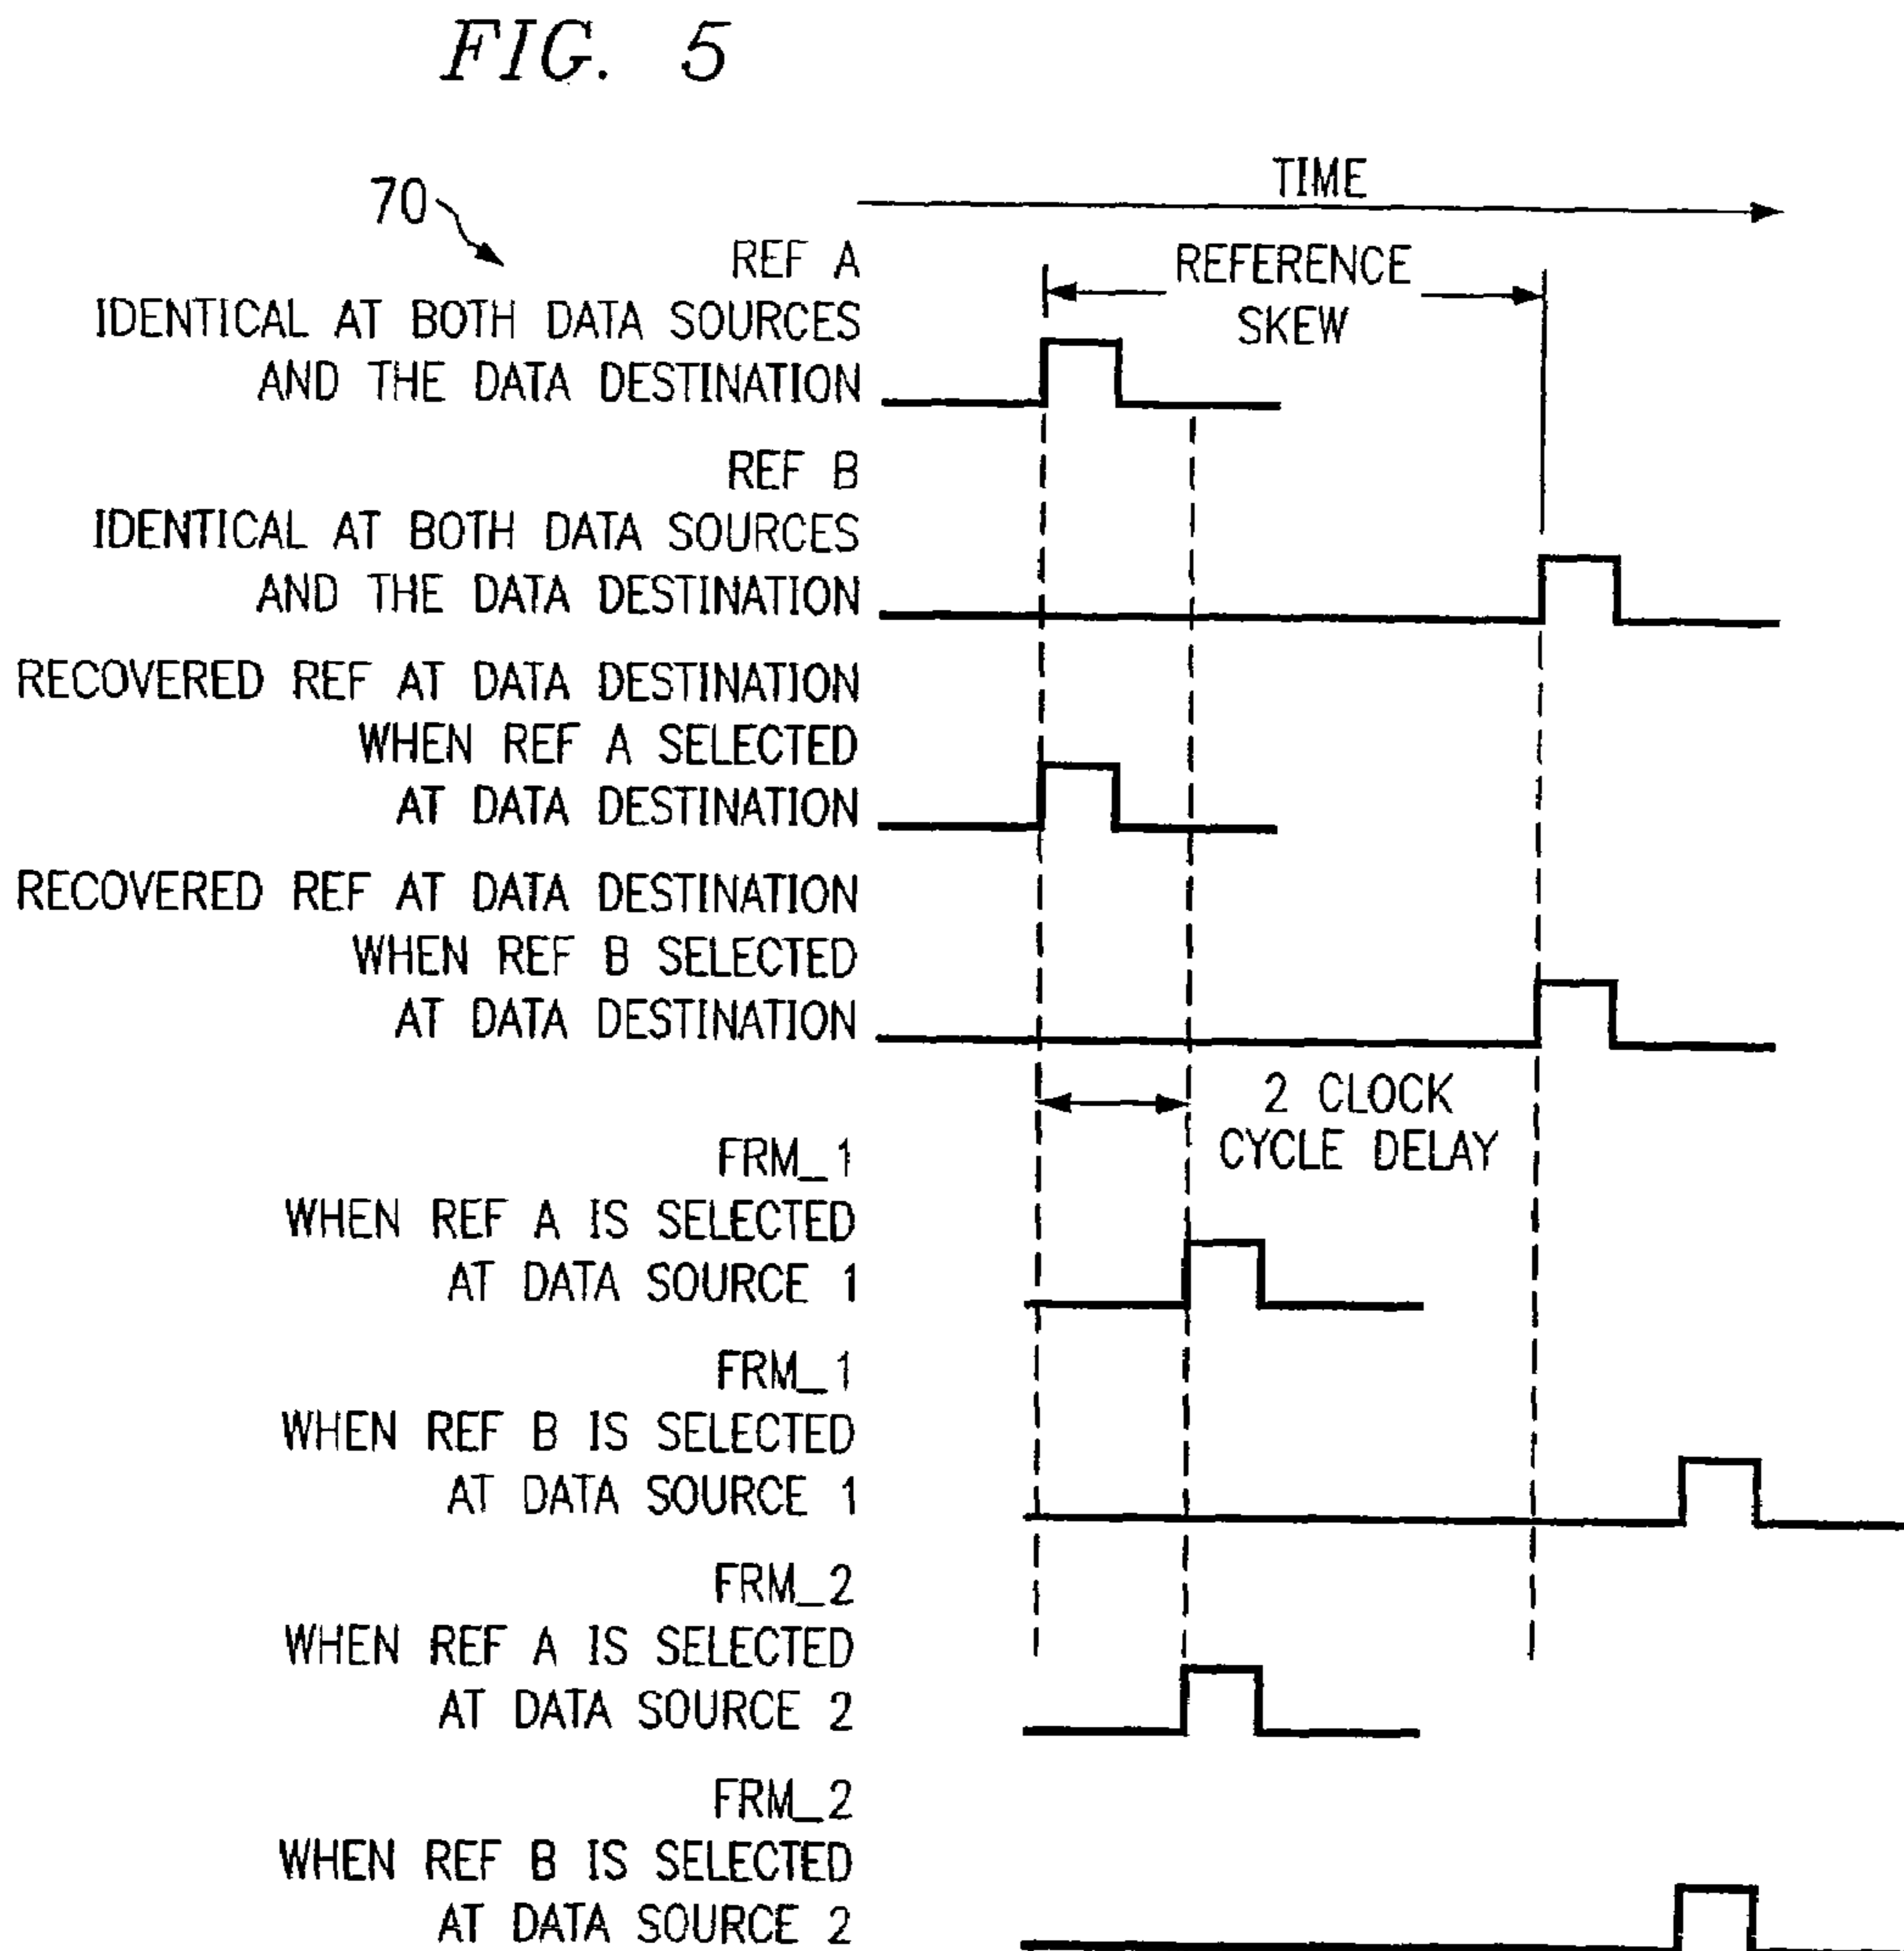 FIG. 5
TIME
70
REF A
IDENTICAL AT BOTH DATA SOURCES
AND THE DATA DESTINATION
REFERENCE
SKEW
REF B
IDENTICAL AT BOTH DATA SOURCES
AND THE DATA DESTINATION
RECOVERED REF AT DATA DESTINATION
WHEN REF A SELECTED
AT DATA DESTINATION
RECOVERED REF AT DATA DESTINATION
WHEN REF B SELECTED
AT DATA DESTINATION
2 CLOCK
CYCLE DELAY
FRM_1
WHEN REF A IS SELECTED
AT DATA SOURCE 1
FRM_1
WHEN REF B IS SELECTED
AT DATA SOURCE 1
FRM_2
WHEN REF A IS SELECTED
AT DATA SOURCE 2
FRM_2
WHEN REF B IS SELECTED
AT DATA SOURCE 2